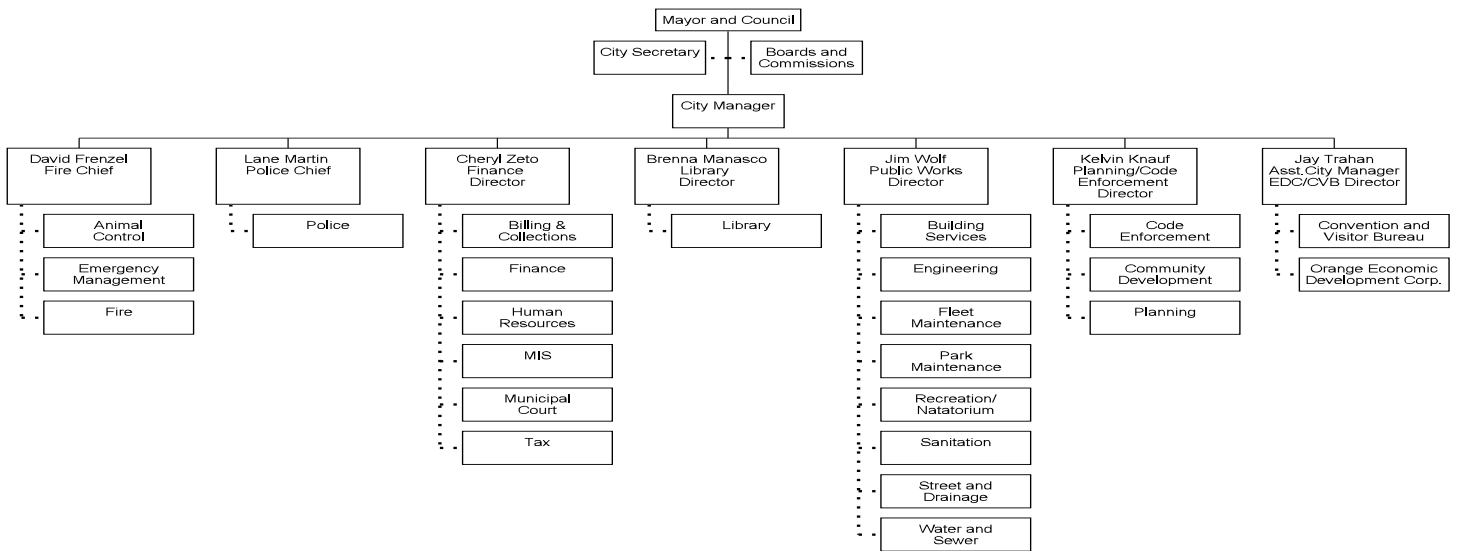 Mayor and Council
City Secretary
Boards and
Commissions
City Manager
David Frenzel
Fire Chief
Lane Martin
Police Chief
Cheryl Zeto
Finance
Director
Brenna Manasco
Library
Director
Jim Wolf
Public Works
Director
Kelvin Knauf
Planning/Code
Enforcement
Director
Jay Trahan
Asst.City Manager
EDC/CVB Director
Animal
Control
Emergency
Management
Fire
Police
Billing &
Collections
Finance
Human
Resources
MIS
Municipal
Court
Tax
Library
Building
Services
Engineering
Fleet
Maintenance
Park
Maintenance
Recreation/
Natatorium
Sanitation
Street and
Drainage
Water and
Sewer
Code
Enforcement
Community
Development
Planning
Convention and
Visitor Bureau
Orange Economic
Development Corp.